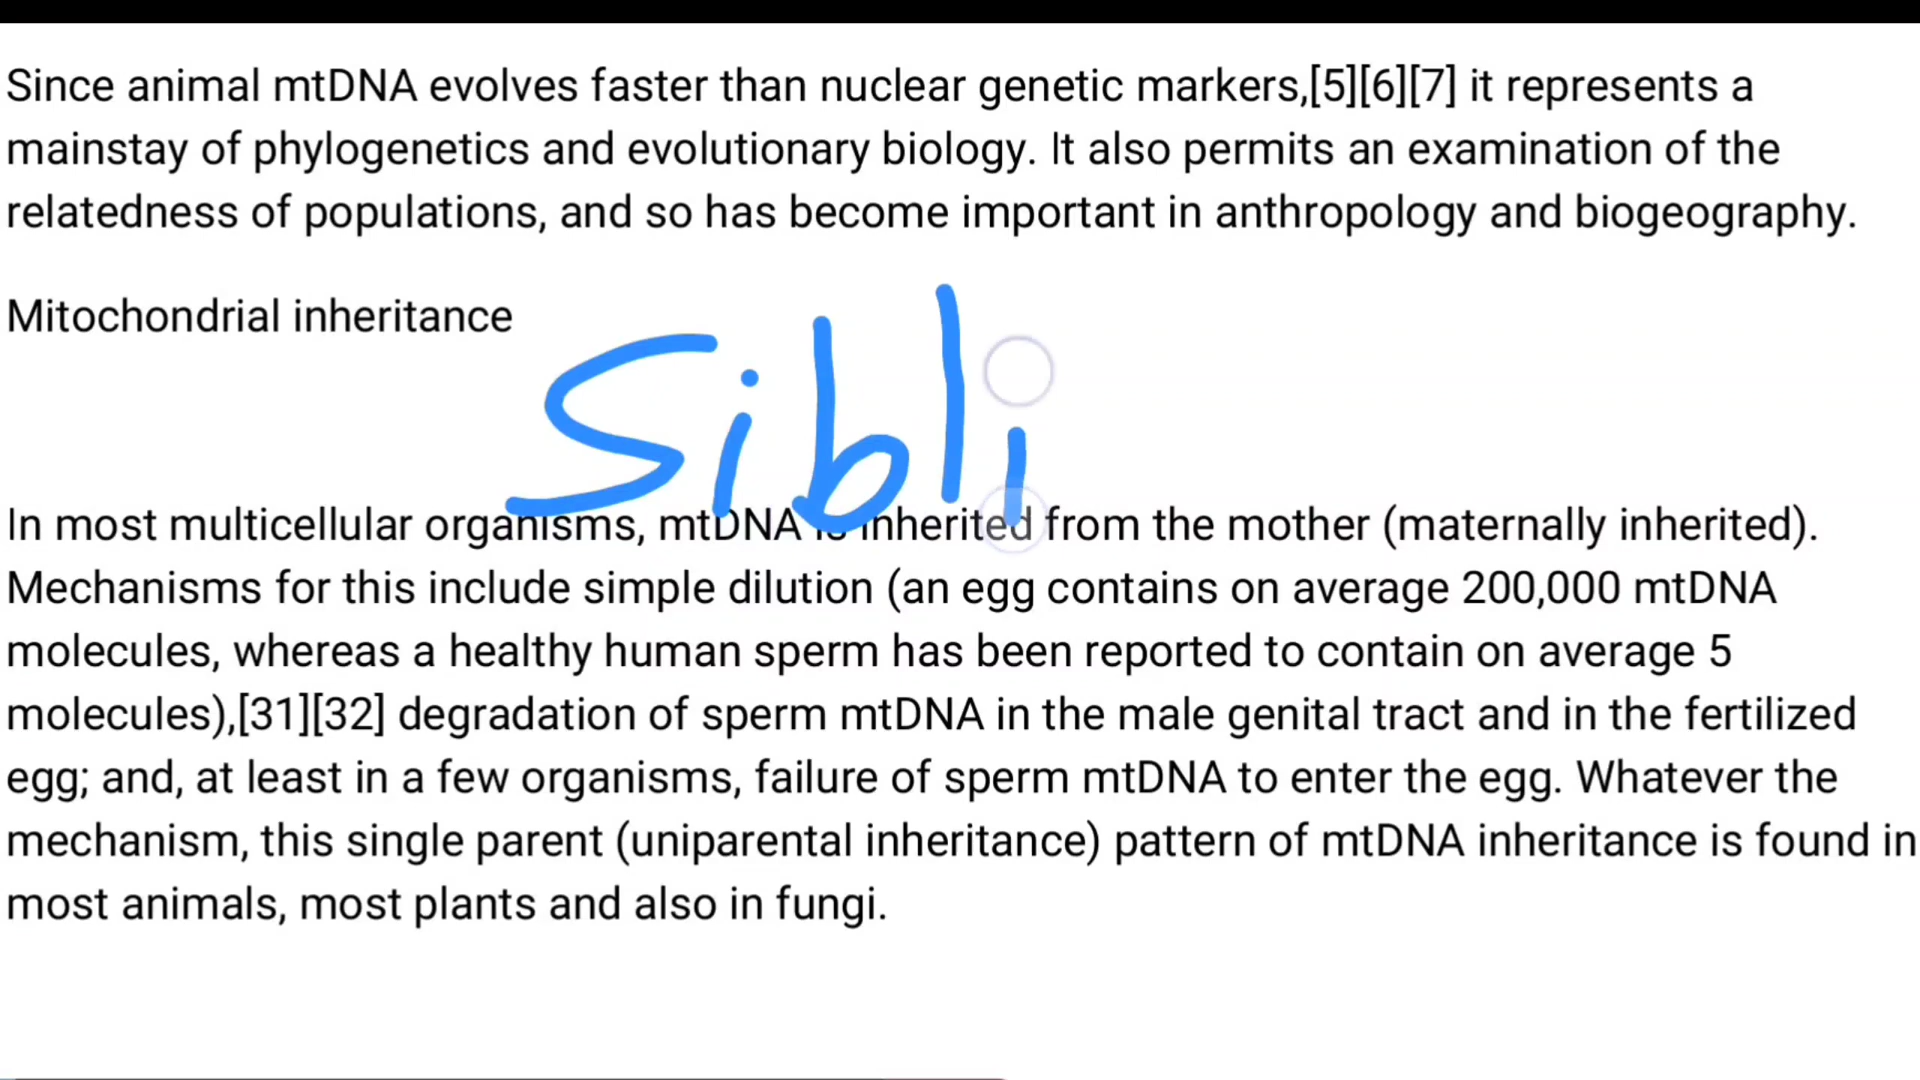 Since animal mtDNA evolves faster than nuclear genetic markers,[5][6][7] it represents a
mainstay of phylogenetics and evolutionary biology. It also permits an examination of the
relatedness of populations, and so has become important in anthropology and biogeography.
Mitochondrial inheritance
Sibli
In most multicellular organisms, mtDNA is inherited from the mother (maternally inherited).
Mechanisms for this include simple dilution (an egg contains on average 200,000 mtDNA
molecules, whereas a healthy human sperm has been reported to contain on average 5
molecules),[31][32] degradation of sperm mtDNA in the male genital tract and in the fertilized
egg; and, at least in a few organisms, failure of sperm mtDNA to enter the egg. Whatever the
mechanism, this single parent (uniparental inheritance) pattern of mtDNA inheritance is found in
most animals, most plants and also in fungi.